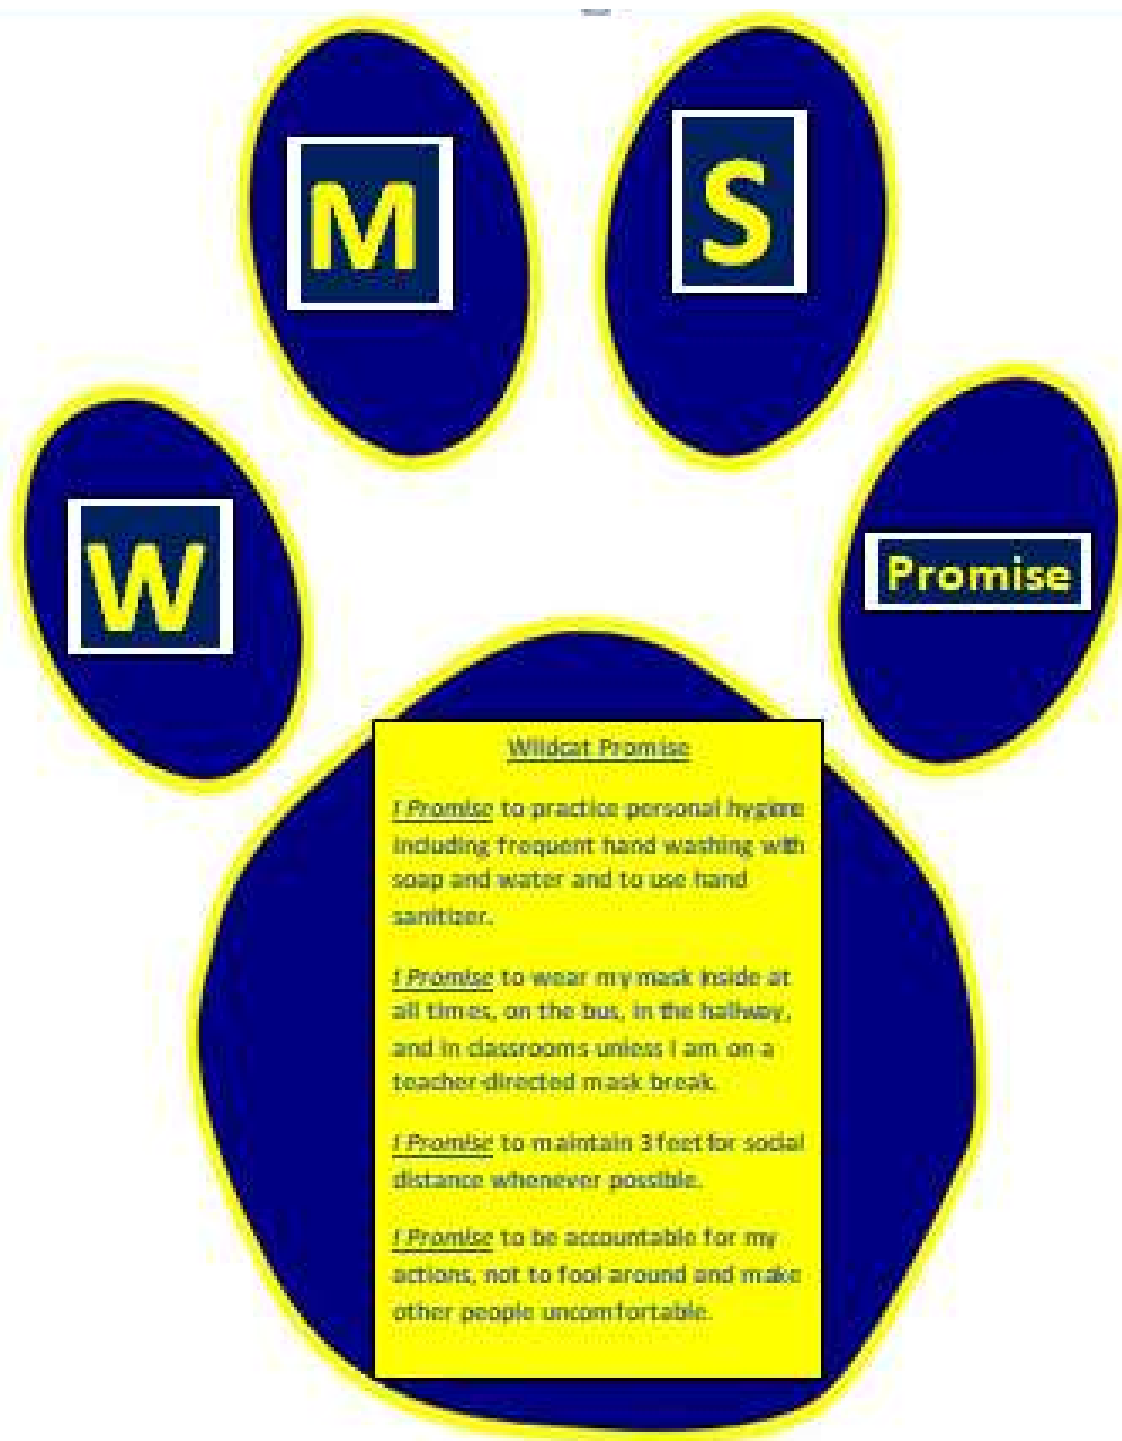 W
M
S
Promise
Wildcat Promise
I Promise to practice personal hygiene
including frequent hand washing with
soap and water and to use hand
sanitizer.
I Promise to wear my mask inside at
all times, on the bus, in the hallway,
and in classrooms unless I am on a
teacher-directed mask break.
I Promise to maintain 3 feet for social
distance whenever possible.
I Promise to be accountable for my
actions, not to fool around and make
other people uncomfortable.